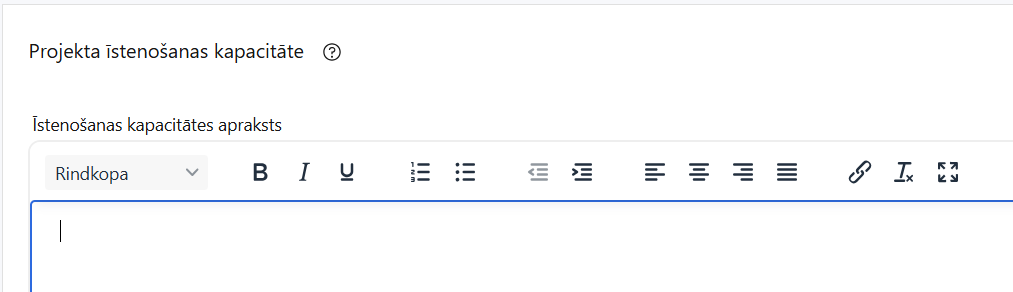 Projekta īstenošanas kapacitāte ?
Īstenošanas kapacitātes apraksts
Rindkopa B I U